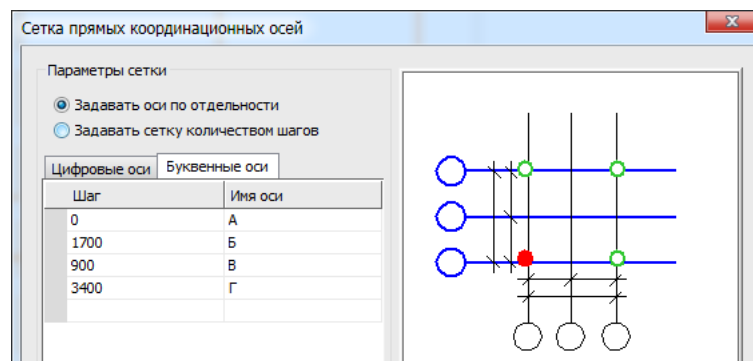 Сетка прямых координационных осей
Параметры сетки
Задавать оси по отдельности
Задавать сетку количеством шагов
Цифровые оси Буквенные оси
Шаг Имя оси
0 А
1700 Б
900 В
3400 Г